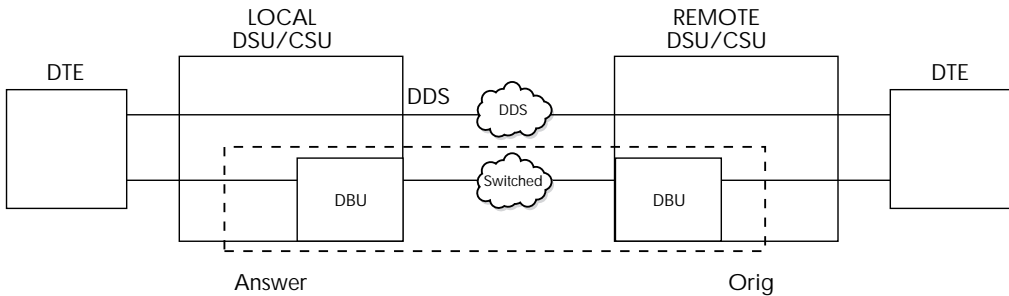 LOCAL
DSU/CSU
REMOTE
DSU/CSU
DTE
DTE
DDS
DDS
Switched
DBU
DBU
Answer
Orig